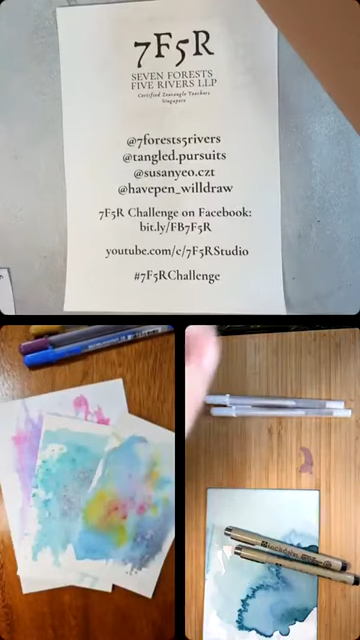 7F5R
SEVEN FORESTS
FIVE RIVERS LLP
Certified Zentangle Teachers
Singapore
@7forests5rivers
@tangled.pursuits
@susanyeo.czt
@havepen_willdraw
7F5R Challenge on Facebook:
bit.ly/FB7F5R
youtube.com/c/7F5RStudio
#7F5RChallenge